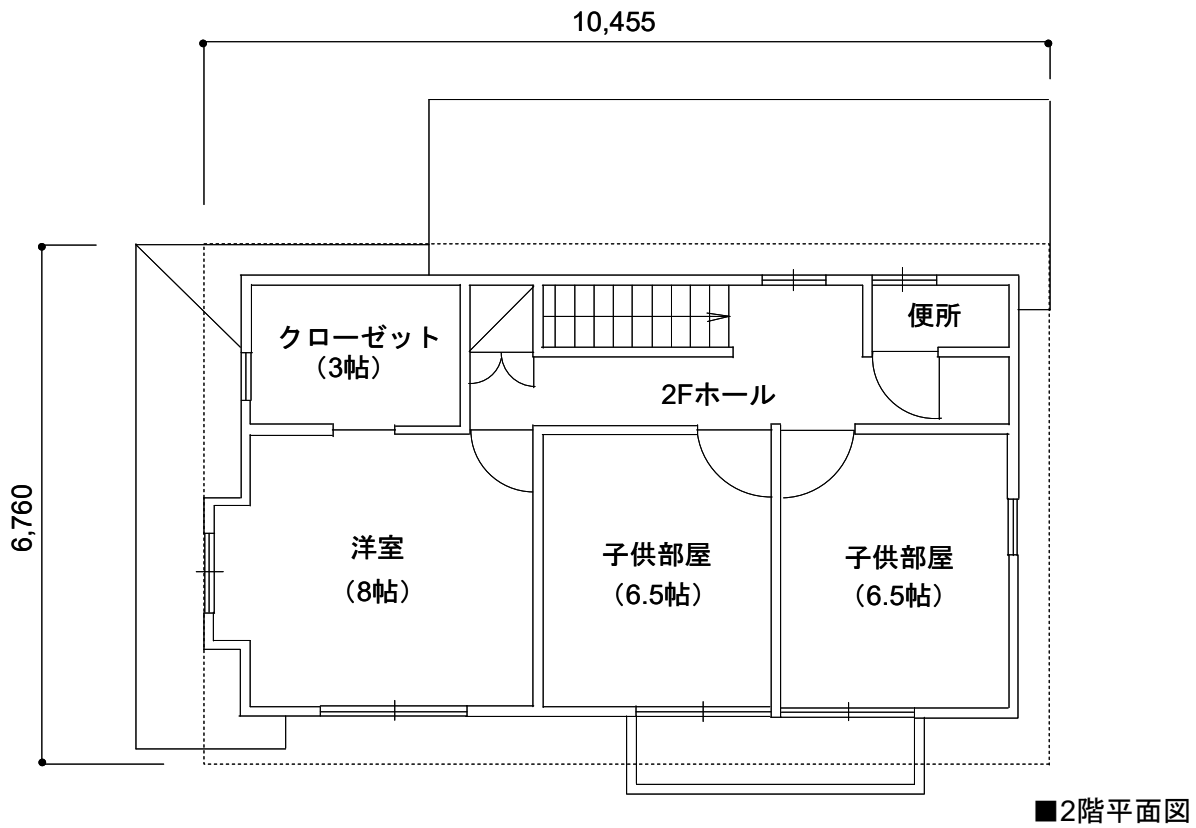 10,455
便所
クローゼット
（3帖）
2Fホール
6,760
洋室
（8帖）
子供部屋
（6.5帖）
子供部屋
（6.5帖）
■2階平面図